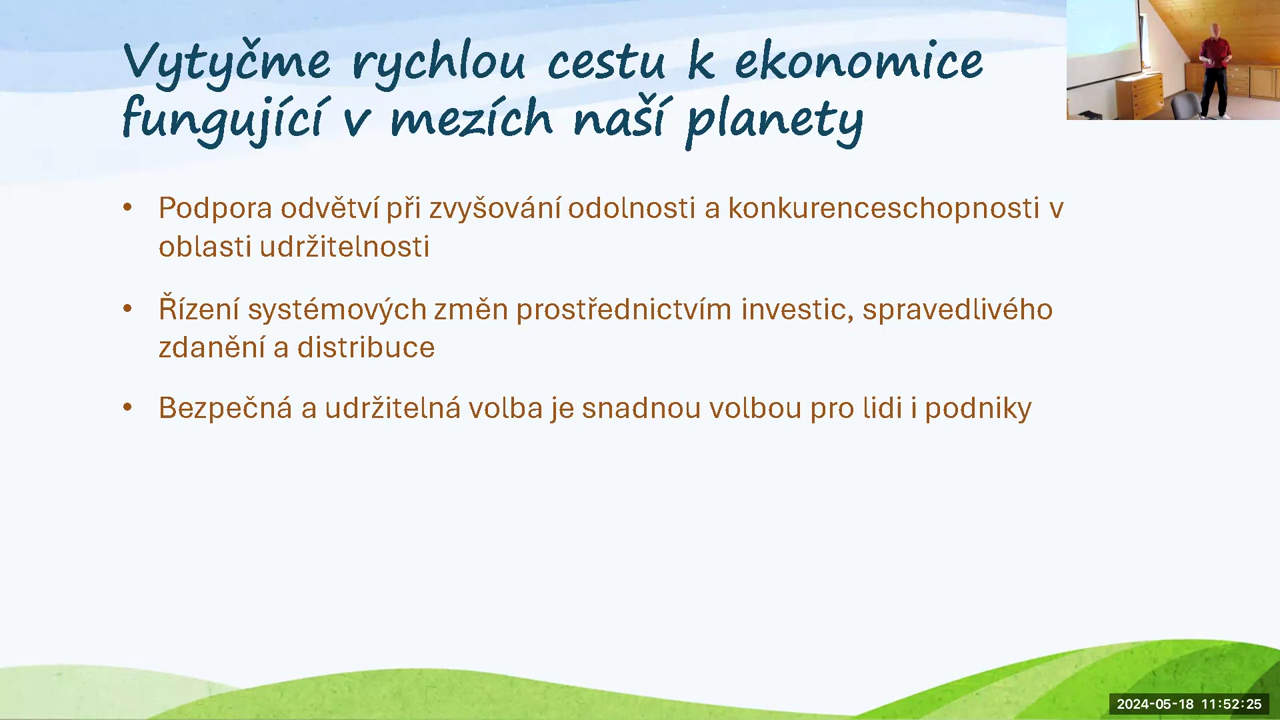 Vytyčme rychlou cestu k ekonomice
fungující v mezích naší planety
• Podpora odvětví při zvyšování odolnosti a konkurenceschopnosti v
oblasti udržitelnosti
• Řízení systémových změn prostřednictvím investic, spravedlivého
zdanění a distribuce
• Bezpečná a udržitelná volba je snadnou volbou pro lidi i podniky
2024-05-18 11:52:25